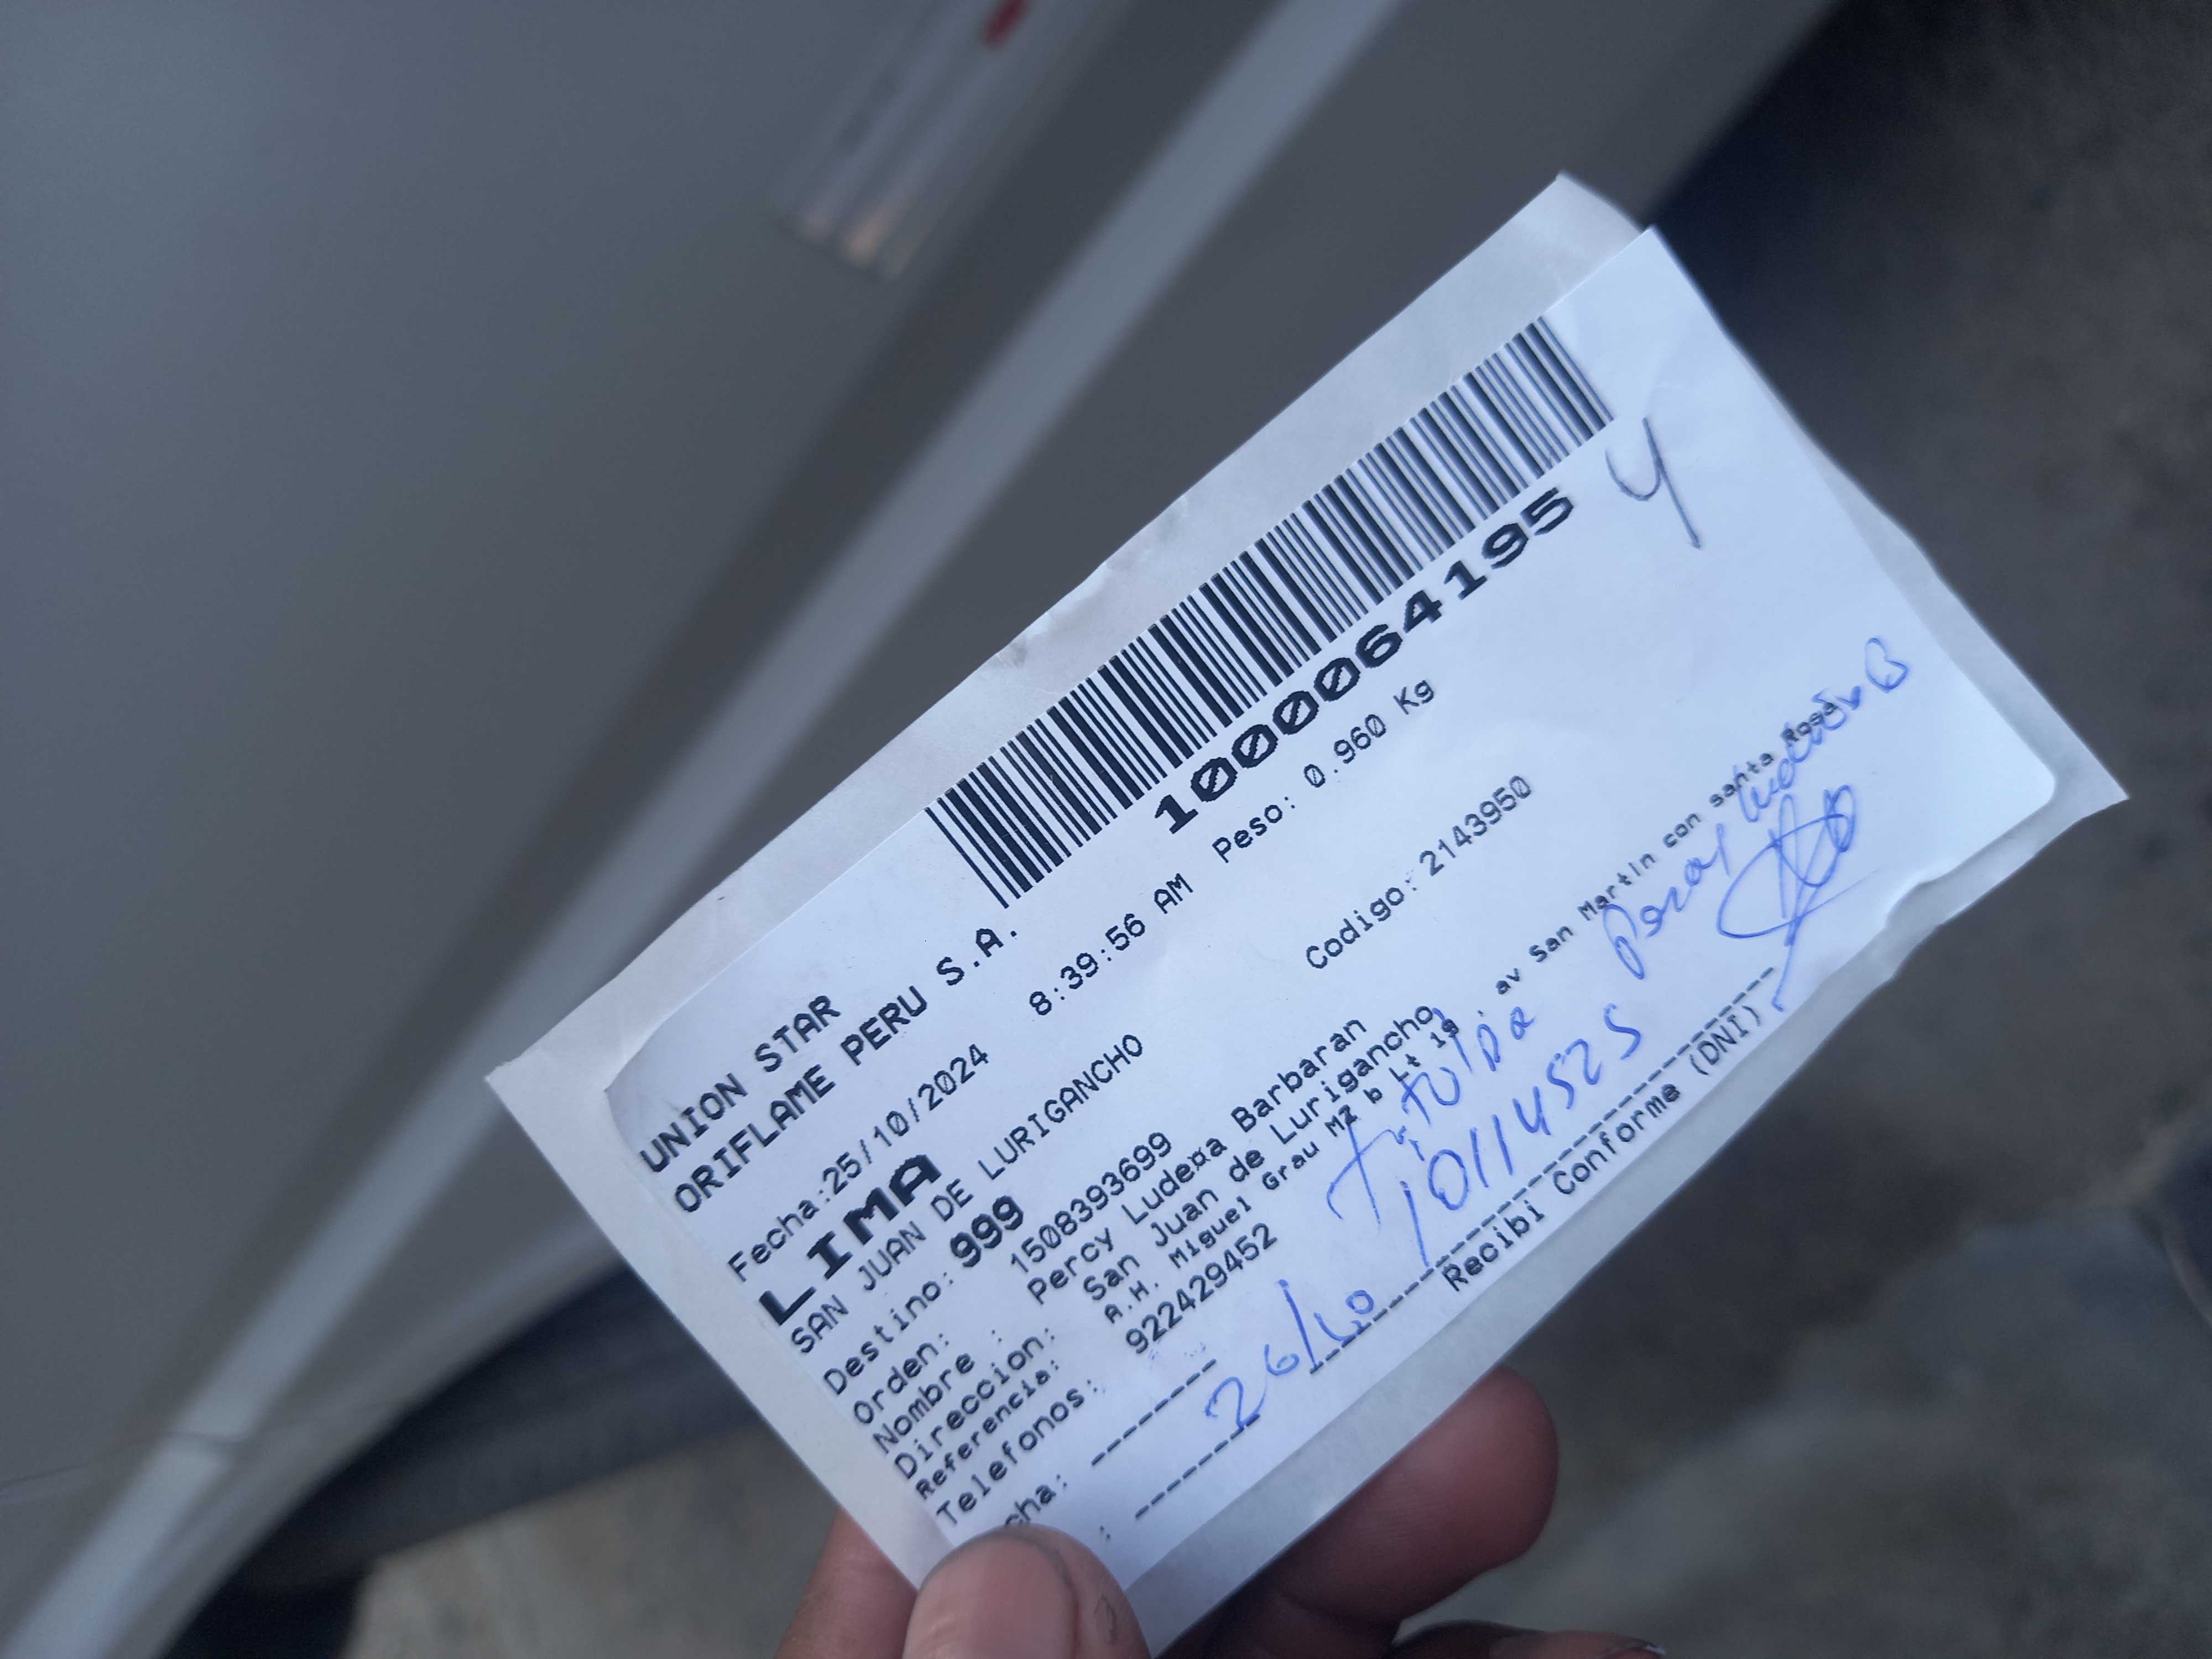 UNION STAR
ORIFLAME PERU S.A.
10000064195 4
Fecha:25/10/2024 8:39:56 AM Peso: 0.960 Kg
LIMA
SAN JUAN DE LURIGANCHO
Destino: 999 Codigo: 2143950
Orden: 1508393699
Nombre : Percy Lude¤a Barbaran
Direccion: San Juan de Lurigancho
Referencia: A.H. Miguel Grau MZ b Lt 19 . av San Martin con santa Rosa
Telefonos: 922429452
Titular
10114525
cha: 26/10
Recibi Conforme (DNI)